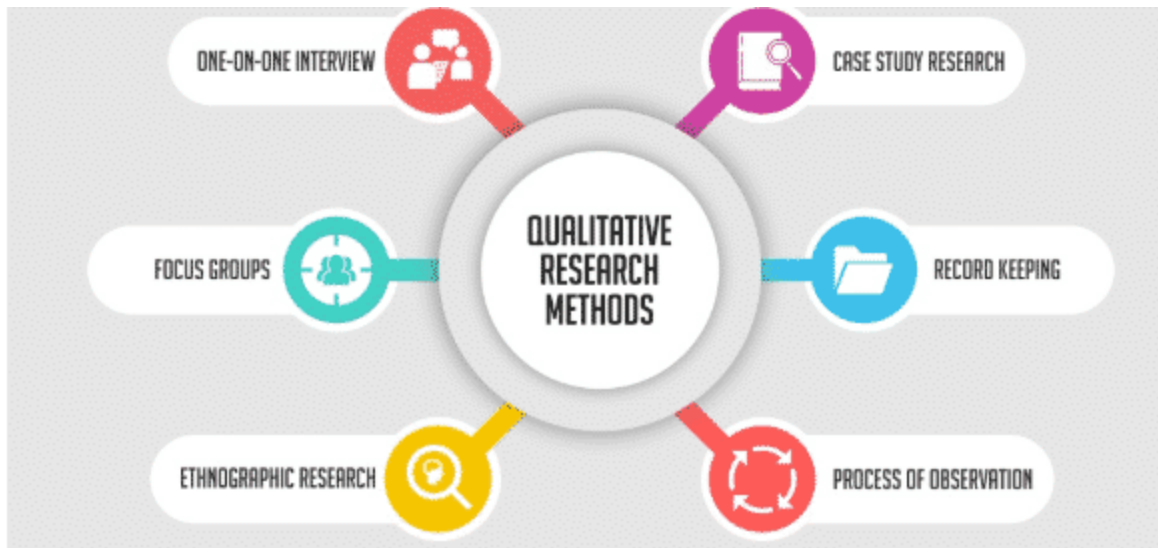 ONE-ON-ONE INTERVIEW
CASE STUDY RESEARCH
QUALITATIVE
RESEARCH
METHODS
FOCUS GROUPS
RECORD KEEPING
ETHNOGRAPHIC RESEARCH
PROCESS OF OBSERVATION